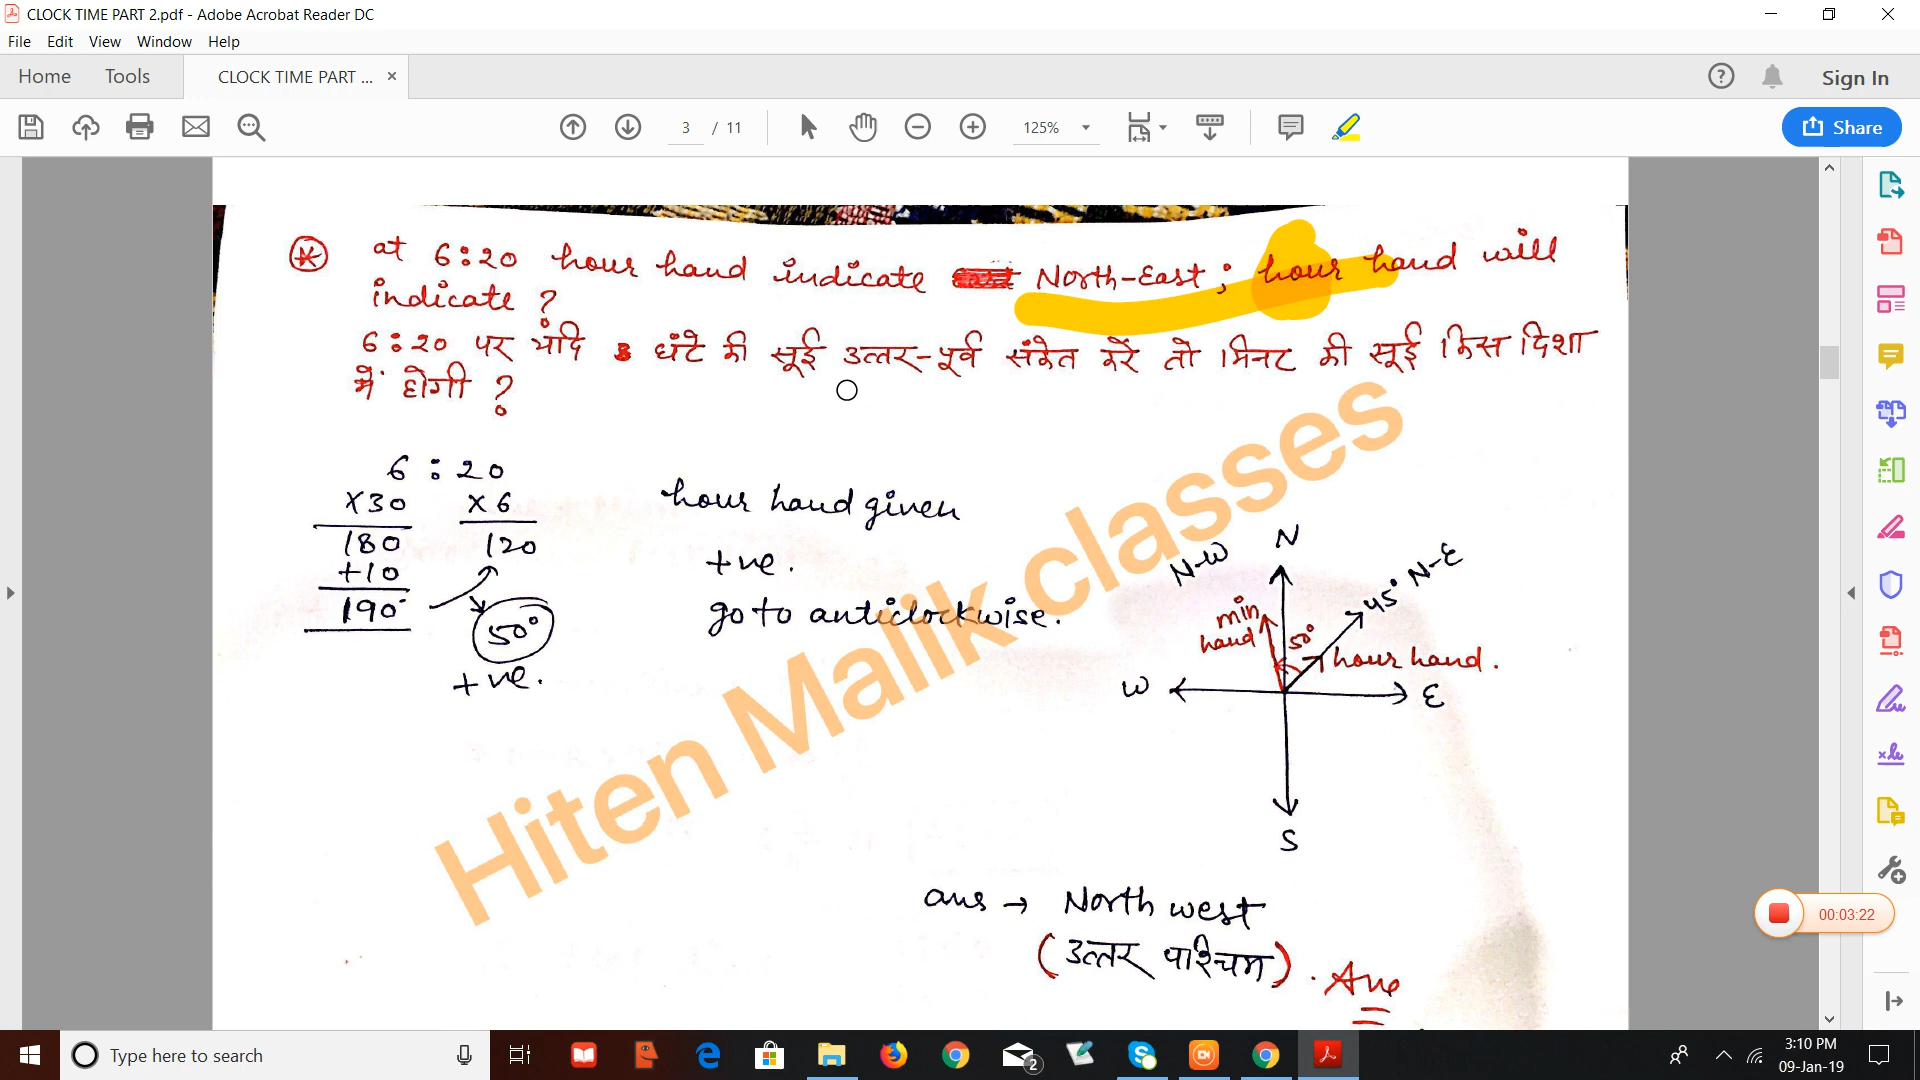 CLOCK TIME PART 2.pdf - Adobe Acrobat Reader DC
File Edit View Window Help
Home Tools CLOCK TIME PART ... × Sign In
3 / 11 125% Share
at 6:20 hour hand indicate North-East; hour hand will
indicate ?
6:20 पर यदि घंटे की सूई उत्तर-पूर्व संकेत करें तो मिनट की सूई किस दिशा
में होगी ?
6 : 20
×30 ×6
180 120
+10
190°
50°
+ve.
hour hand given
+ve.
go to anticlockwise.
N
N-W
45° N-E
min
hand
50°
hour hand.
W
E
S
Hiten Malik classes
ans → North west
(उत्तर पश्चिम). Ans
00:03:22
Type here to search
2
3:10 PM
09-Jan-19